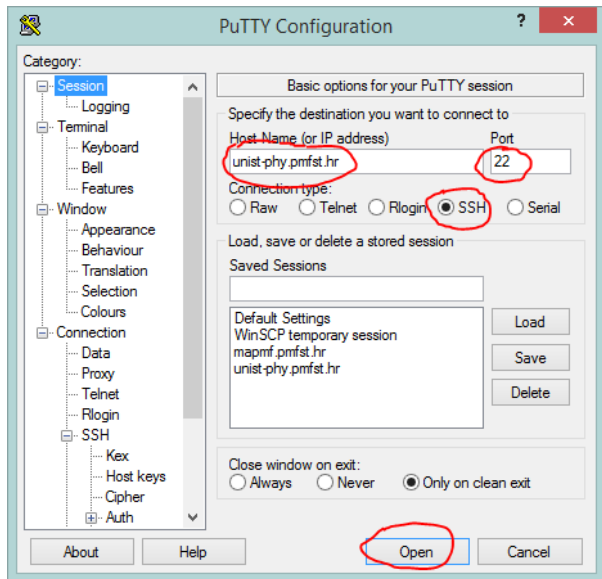 PuTTY Configuration
? ×
Category:
Session
Logging
Terminal
Keyboard
Bell
Features
Window
Appearance
Behaviour
Translation
Selection
Colours
Connection
Data
Proxy
Telnet
Rlogin
SSH
Kex
Host keys
Cipher
Auth
Basic options for your PuTTY session
Specify the destination you want to connect to
Host Name (or IP address) Port
unist-phy.pmfst.hr 22
Connection type:
Raw Telnet Rlogin SSH Serial
Load, save or delete a stored session
Saved Sessions
Default Settings
WinSCP temporary session
mapmf.pmfst.hr
unist-phy.pmfst.hr
Load
Save
Delete
Close window on exit:
Always Never Only on clean exit
About Help Open Cancel